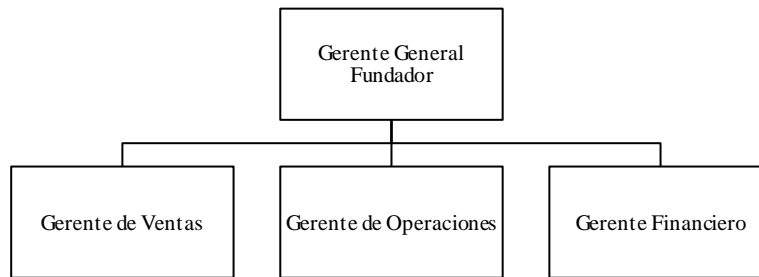 Gerente General
Fundador
Gerente de Ventas
Gerente de Operaciones
Gerente Financiero